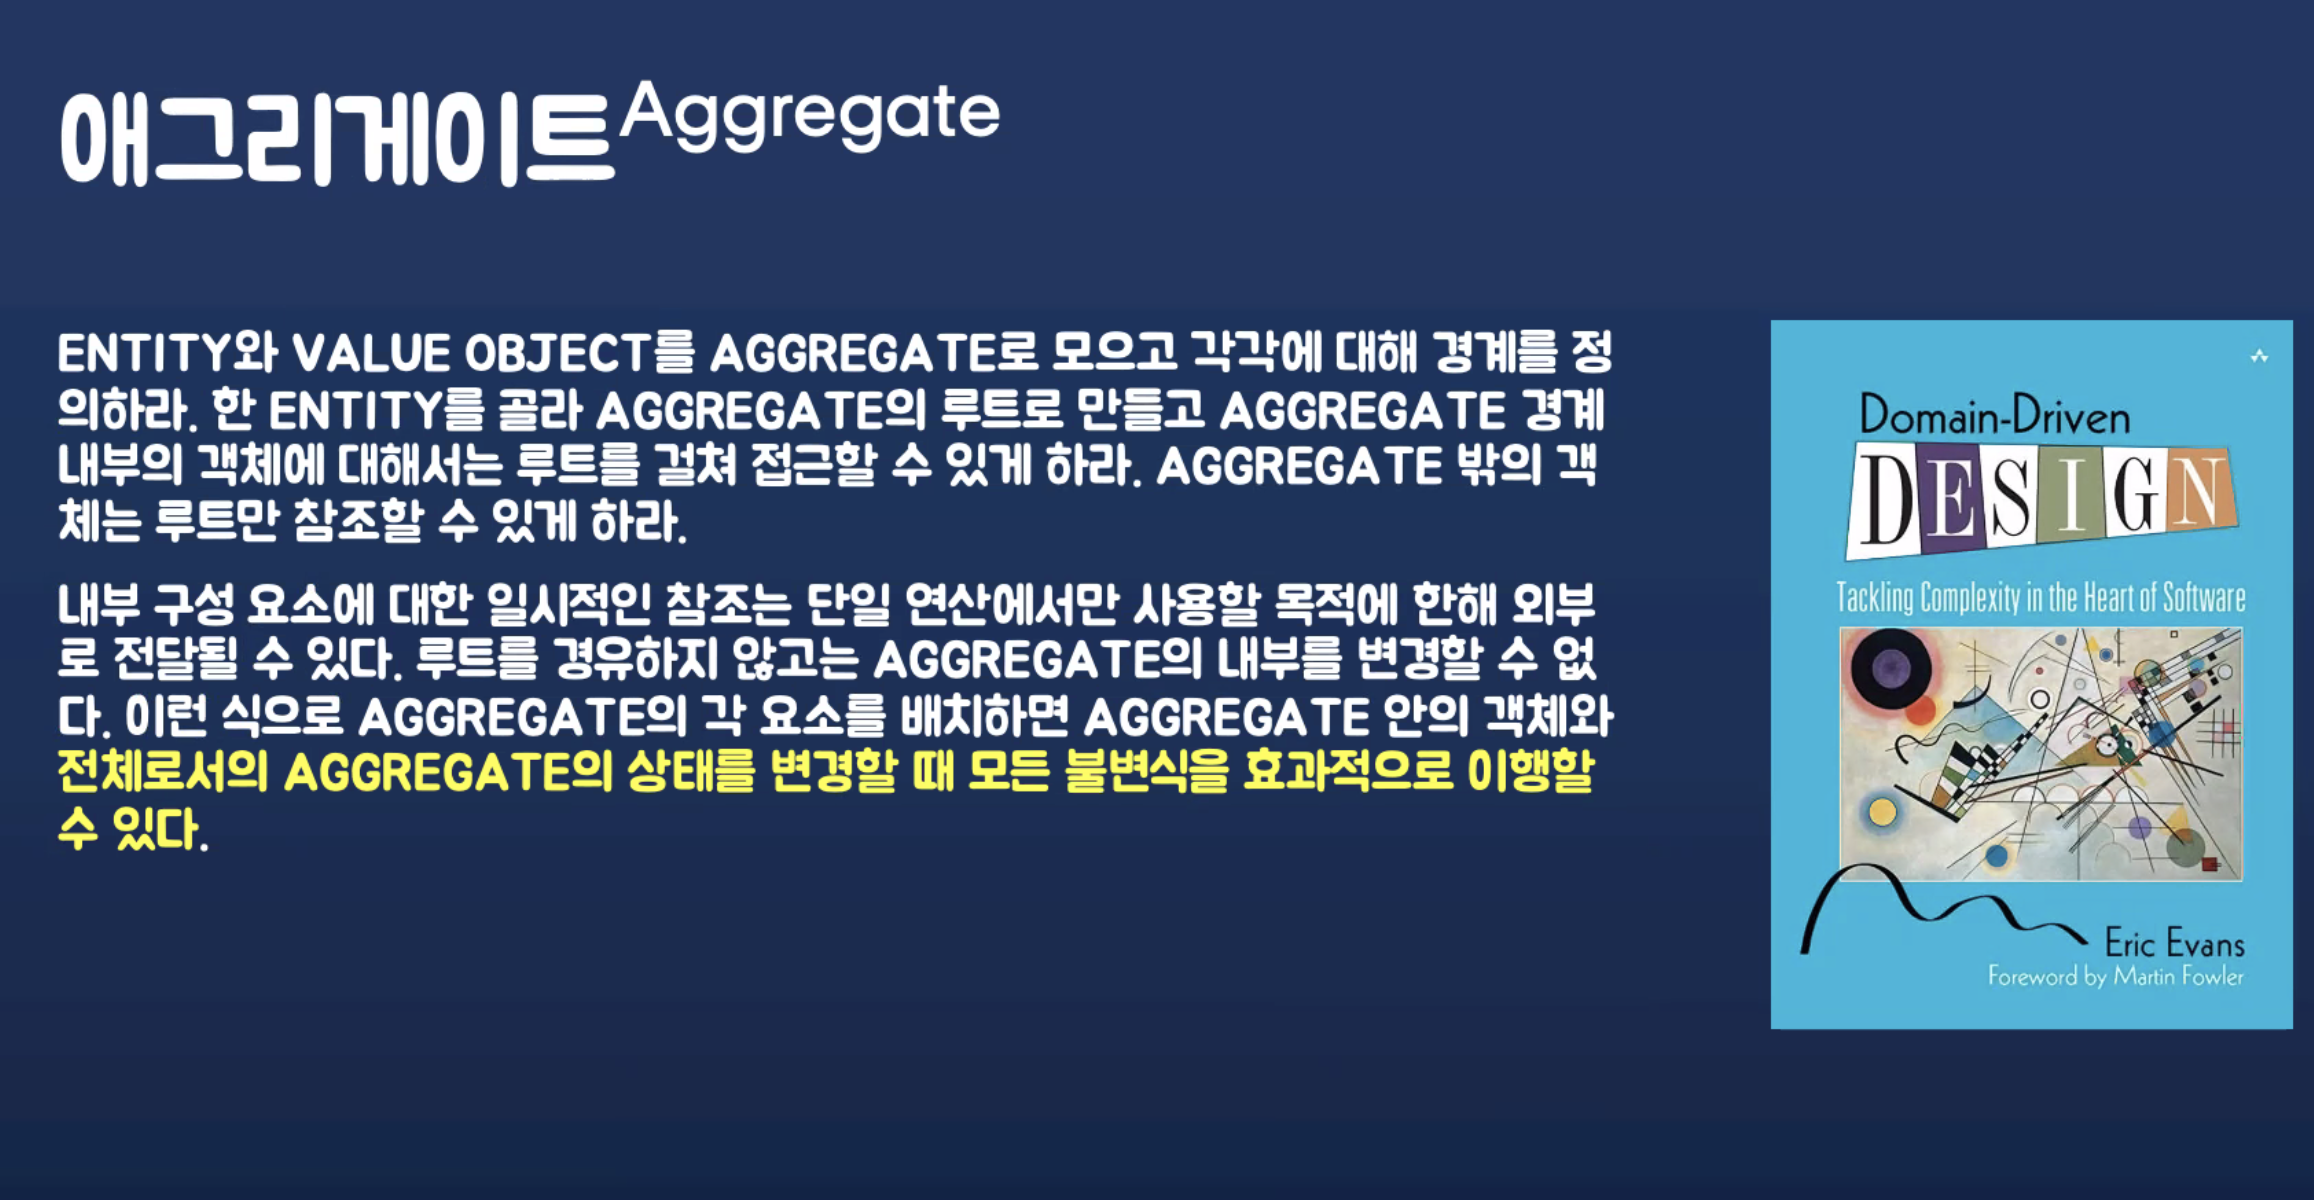 애그리게이트Aggregate
ENTITY와 VALUE OBJECT를 AGGREGATE로 모으고 각각에 대해 경계를 정
의하라. 한 ENTITY를 골라 AGGREGATE의 루트로 만들고 AGGREGATE 경계
내부의 객체에 대해서는 루트를 걸쳐 접근할 수 있게 하라. AGGREGATE 밖의 객
체는 루트만 참조할 수 있게 하라.
내부 구성 요소에 대한 일시적인 참조는 단일 연산에서만 사용할 목적에 한해 외부
로 전달될 수 있다. 루트를 경유하지 않고는 AGGREGATE의 내부를 변경할 수 없
다. 이런 식으로 AGGREGATE의 각 요소를 배치하면 AGGREGATE 안의 객체와
전체로서의 AGGREGATE의 상태를 변경할 때 모든 불변식을 효과적으로 이행할
수 있다.
Domain-Driven
DESIGN
Tackling Complexity in the Heart of Software
Eric Evans
Foreword by Martin Fowler